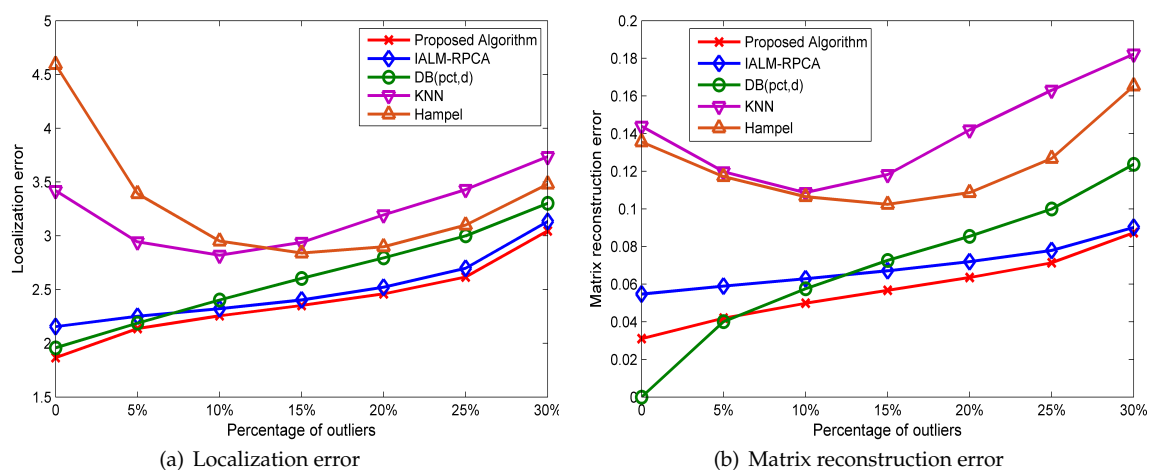 5
4.5
4
3.5
3
2.5
2
1.5
Localization error
Proposed Algorithm
IALM-RPCA
DB(pct,d)
KNN
Hampel
0 5% 10% 15% 20% 25% 30%
Percentage of outliers
(a) Localization error
0.2
0.18
0.16
0.14
0.12
0.1
0.08
0.06
0.04
0.02
0
Matrix reconstruction error
Proposed Algorithm
IALM-RPCA
DB(pct,d)
KNN
Hampel
0 5% 10% 15% 20% 25% 30%
Percentage of outliers
(b) Matrix reconstruction error